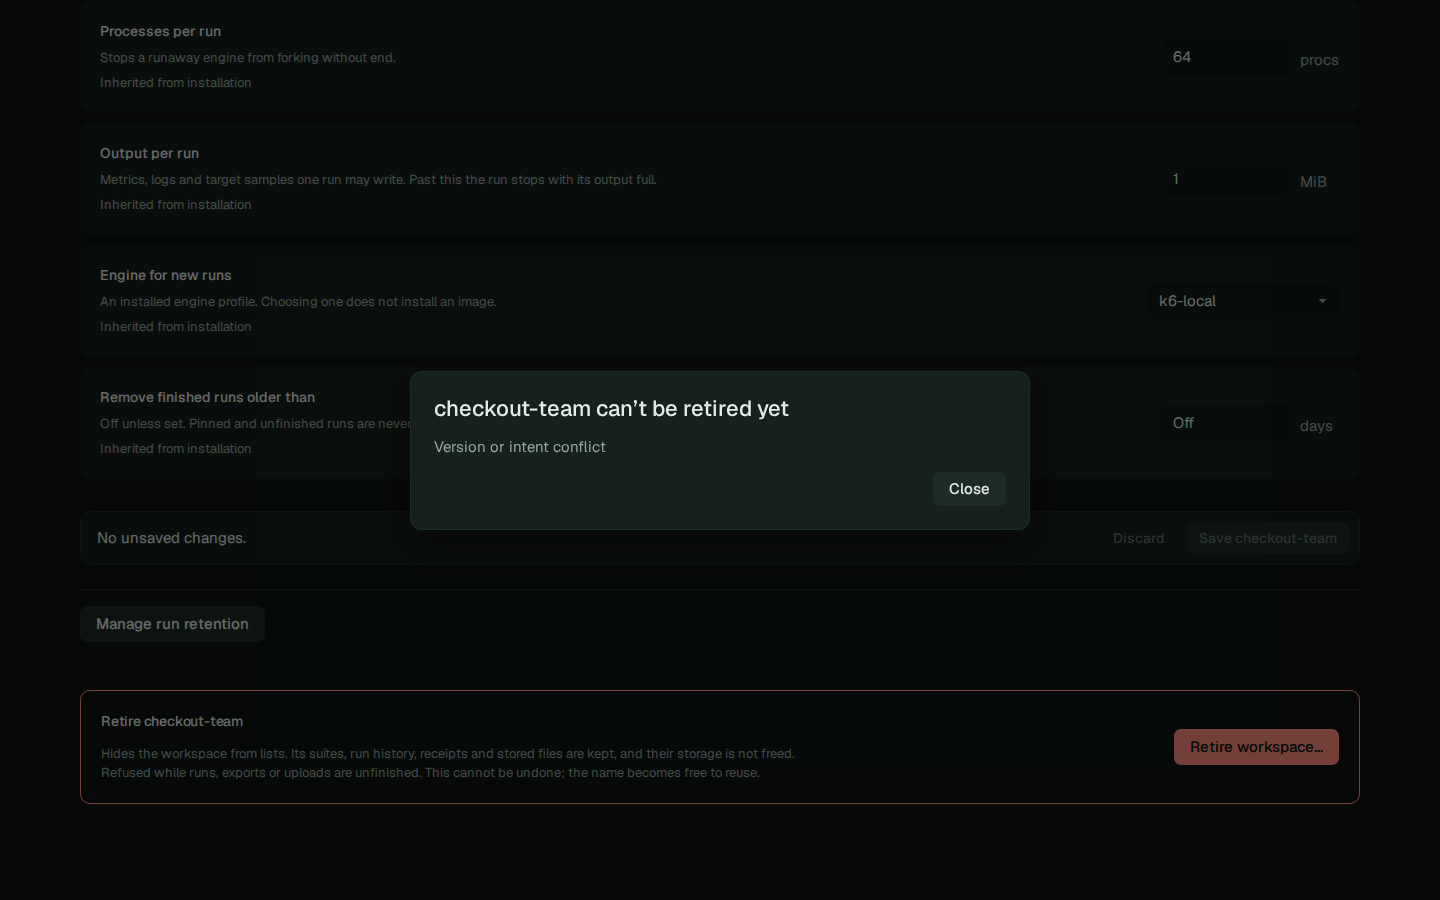 Processes per run
Stops a runaway engine from forking without end.
Inherited from installation
64 procs
Output per run
Metrics, logs and target samples one run may write. Past this the run stops with its output full.
Inherited from installation
1 MiB
Engine for new runs
An installed engine profile. Choosing one does not install an image.
Inherited from installation
k6-local
Remove finished runs older than
Off unless set. Pinned and unfinished runs are never
Inherited from installation
Off days
checkout-team can’t be retired yet
Version or intent conflict
Close
No unsaved changes.
Discard Save checkout-team
Manage run retention
Retire checkout-team
Hides the workspace from lists. Its suites, run history, receipts and stored files are kept, and their storage is not freed.
Refused while runs, exports or uploads are unfinished. This cannot be undone; the name becomes free to reuse.
Retire workspace…